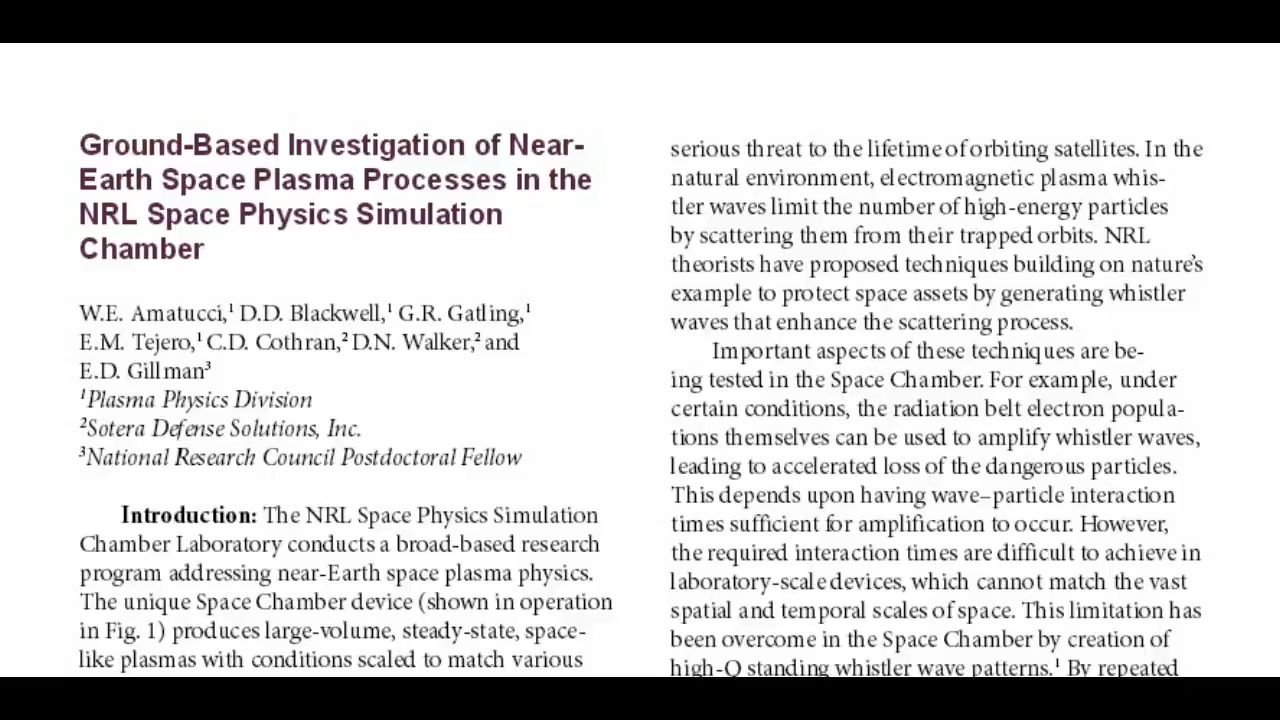 Ground-Based Investigation of Near-
Earth Space Plasma Processes in the
NRL Space Physics Simulation
Chamber
W.E. Amatucci,¹ D.D. Blackwell,¹ G.R. Gatling,¹
E.M. Tejero,¹ C.D. Cothran,² D.N. Walker,² and
E.D. Gillman³
¹Plasma Physics Division
²Sotera Defense Solutions, Inc.
³National Research Council Postdoctoral Fellow
Introduction: The NRL Space Physics Simulation
Chamber Laboratory conducts a broad-based research
program addressing near-Earth space plasma physics.
The unique Space Chamber device (shown in operation
in Fig. 1) produces large-volume, steady-state, space-
like plasmas with conditions scaled to match various
serious threat to the lifetime of orbiting satellites. In the
natural environment, electromagnetic plasma whis-
tler waves limit the number of high-energy particles
by scattering them from their trapped orbits. NRL
theorists have proposed techniques building on nature's
example to protect space assets by generating whistler
waves that enhance the scattering process.
Important aspects of these techniques are be-
ing tested in the Space Chamber. For example, under
certain conditions, the radiation belt electron popula-
tions themselves can be used to amplify whistler waves,
leading to accelerated loss of the dangerous particles.
This depends upon having wave–particle interaction
times sufficient for amplification to occur. However,
the required interaction times are difficult to achieve in
laboratory-scale devices, which cannot match the vast
spatial and temporal scales of space. This limitation has
been overcome in the Space Chamber by creation of
high-Q standing whistler wave patterns.¹ By repeated